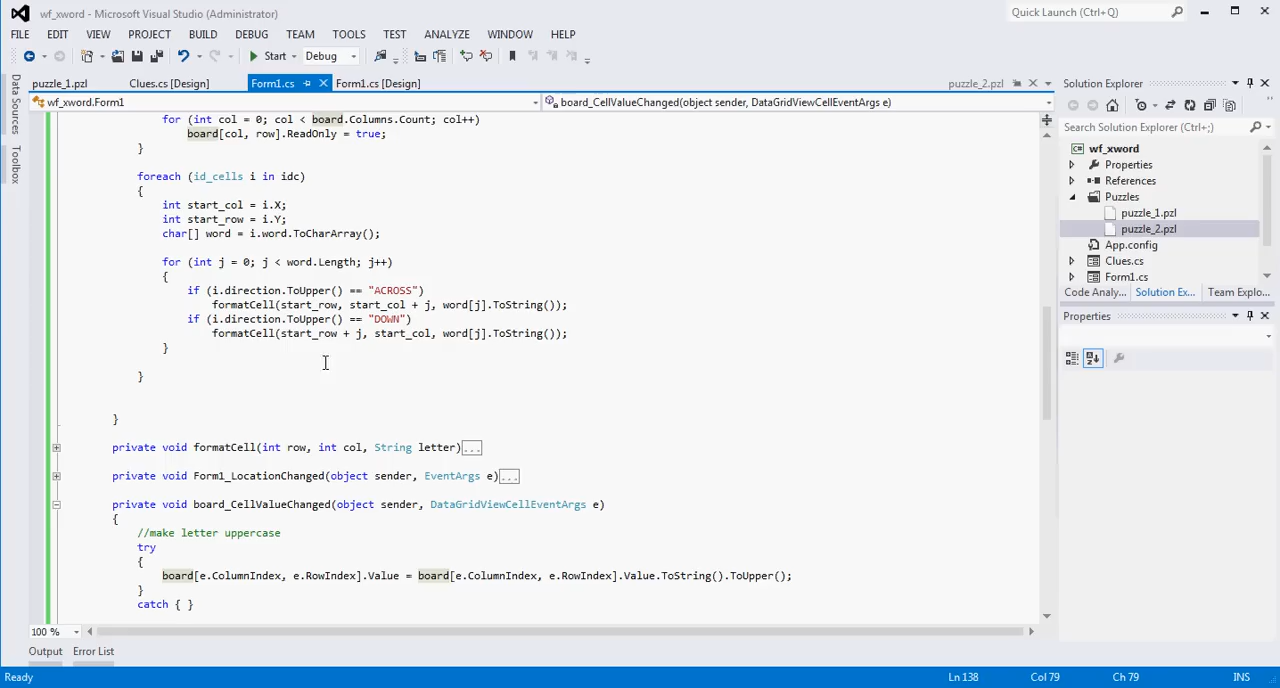 wf_xword - Microsoft Visual Studio (Administrator)
Quick Launch (Ctrl+Q)
FILE EDIT VIEW PROJECT BUILD DEBUG TEAM TOOLS TEST ANALYZE WINDOW HELP
Start Debug
puzzle_1.pzl Clues.cs [Design] Form1.cs Form1.cs [Design] puzzle_2.pzl
wf_xword.Form1 board_CellValueChanged(object sender, DataGridViewCellEventArgs e)
Data Sources
Toolbox
for (int col = 0; col < board.Columns.Count; col++)
board[col, row].ReadOnly = true;
}
foreach (id_cells i in idc)
{
int start_col = i.X;
int start_row = i.Y;
char[] word = i.word.ToCharArray();
for (int j = 0; j < word.Length; j++)
{
if (i.direction.ToUpper() == "ACROSS")
formatCell(start_row, start_col + j, word[j].ToString());
if (i.direction.ToUpper() == "DOWN")
formatCell(start_row + j, start_col, word[j].ToString());
}
}
}
private void formatCell(int row, int col, String letter)...
private void Form1_LocationChanged(object sender, EventArgs e)...
private void board_CellValueChanged(object sender, DataGridViewCellEventArgs e)
{
//make letter uppercase
try
{
board[e.ColumnIndex, e.RowIndex].Value = board[e.ColumnIndex, e.RowIndex].Value.ToString().ToUpper();
}
catch { }
100 %
Solution Explorer
Search Solution Explorer (Ctrl+;)
wf_xword
Properties
References
Puzzles
puzzle_1.pzl
puzzle_2.pzl
App.config
Clues.cs
Form1.cs
Code Analy... Solution Ex... Team Explo...
Properties
Output Error List
Ready Ln 138 Col 79 Ch 79 INS